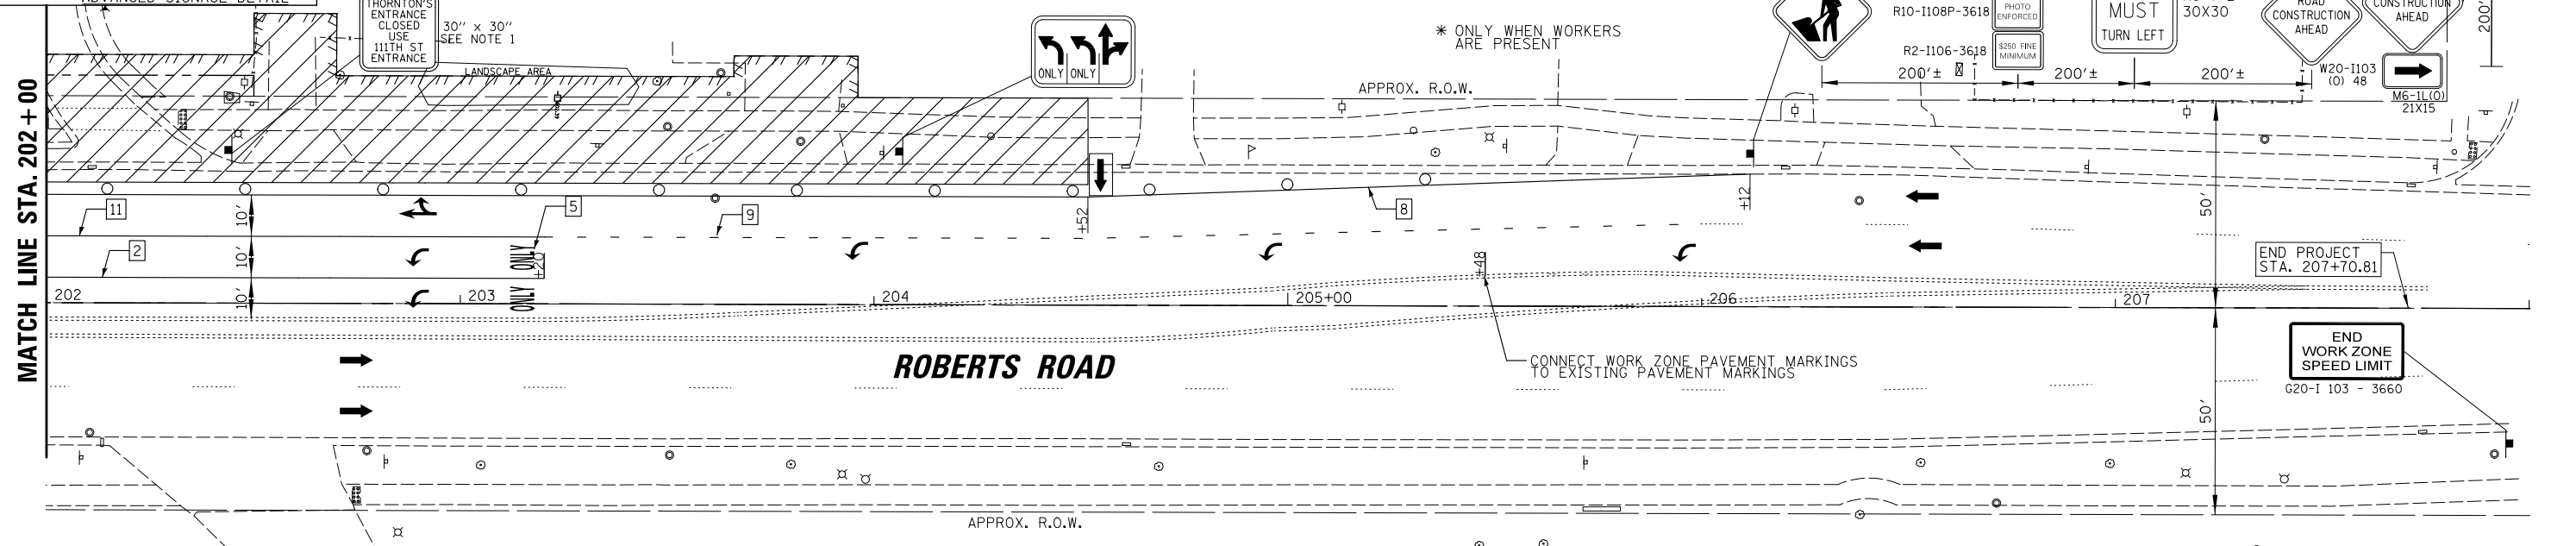 ADVANCED SIGNAGE DETAIL
THORNTON'S
ENTRANCE
CLOSED
USE
111TH ST
ENTRANCE
30" x 30"
SEE NOTE 1
LANDSCAPE AREA
ONLY ONLY
* ONLY WHEN WORKERS
ARE PRESENT
APPROX. R.O.W.
R10-I108P-3618
PHOTO
ENFORCED
R2-I106-3618
$250 FINE
MINIMUM
MUST
TURN LEFT
30X30
ROAD
CONSTRUCTION
AHEAD
CONSTRUCTION
AHEAD
200'
200'±
200'±
200'±
W20-I103
(O) 48
M6-1L(O)
21X15
MATCH LINE STA. 202+00
11
2
10'
10'
10'
5
9
8
ONLY
ONLY
+20
+52
+12
+48
50'
50'
END PROJECT
STA. 207+70.81
202
203
204
205+00
206
207
ROBERTS ROAD
CONNECT WORK ZONE PAVEMENT MARKINGS
TO EXISTING PAVEMENT MARKINGS
END
WORK ZONE
SPEED LIMIT
G20-I 103 - 3660
APPROX. R.O.W.